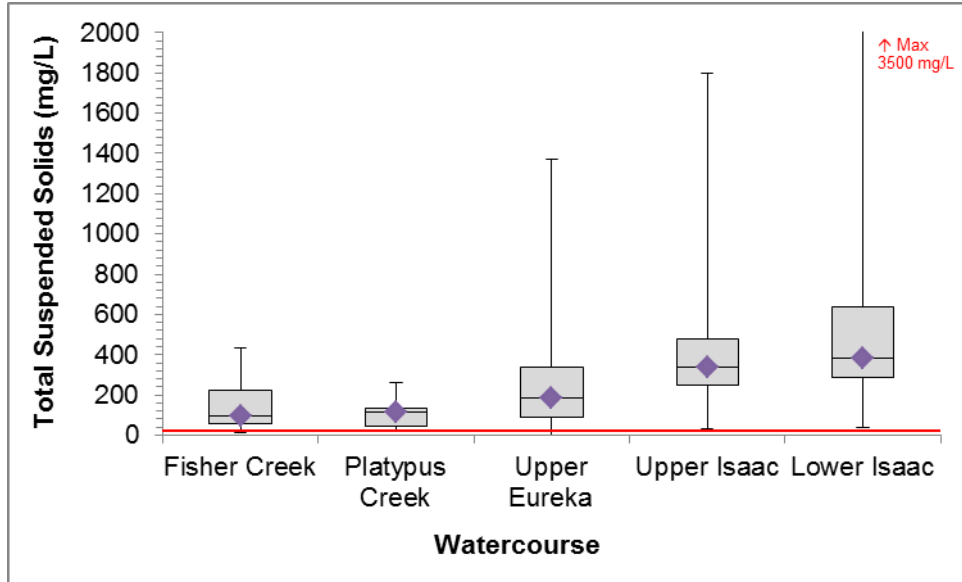 Total Suspended Solids (mg/L)
2000
1800
1600
1400
1200
1000
800
600
400
200
0
↑ Max
3500 mg/L
Fisher Creek
Platypus
Creek
Upper
Eureka
Upper Isaac
Lower Isaac
Watercourse